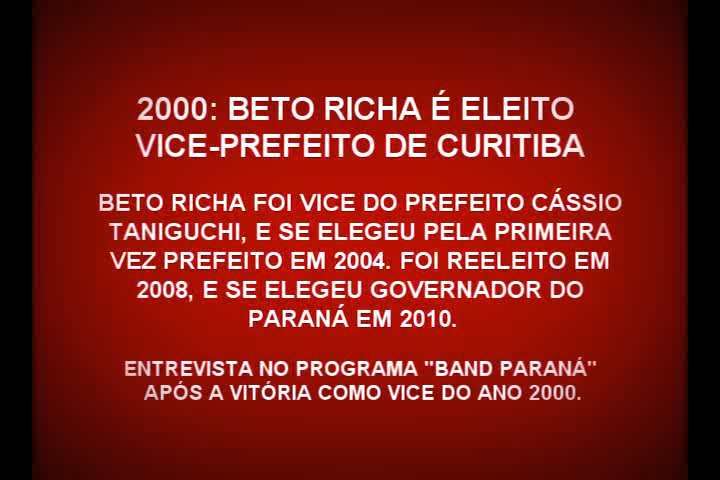 2000: BETO RICHA É ELEITO
VICE-PREFEITO DE CURITIBA
BETO RICHA FOI VICE DO PREFEITO CÁSSIO
TANIGUCHI, E SE ELEGEU PELA PRIMEIRA
VEZ PREFEITO EM 2004. FOI REELEITO EM
2008, E SE ELEGEU GOVERNADOR DO
PARANÁ EM 2010.
ENTREVISTA NO PROGRAMA "BAND PARANÁ"
APÓS A VITÓRIA COMO VICE DO ANO 2000.